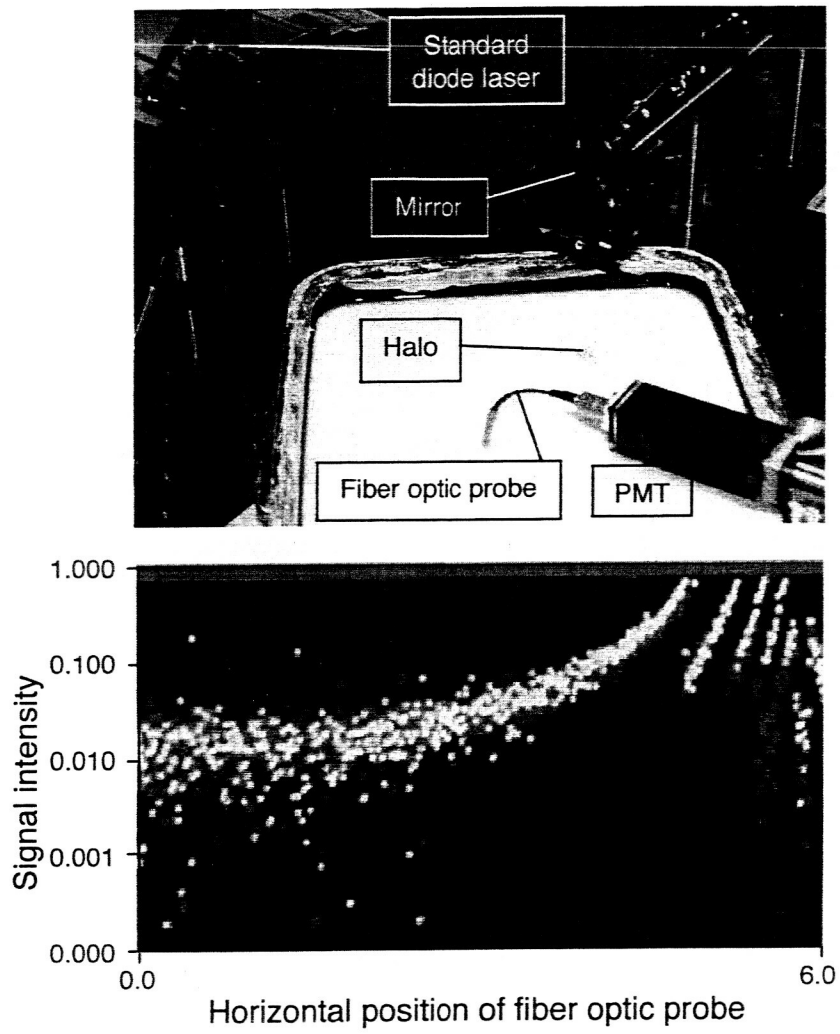 Standard
diode laser
Mirror
Halo
Fiber optic probe
PMT
1.000
0.100
0.010
0.001
0.000
Signal intensity
0.0
6.0
Horizontal position of fiber optic probe